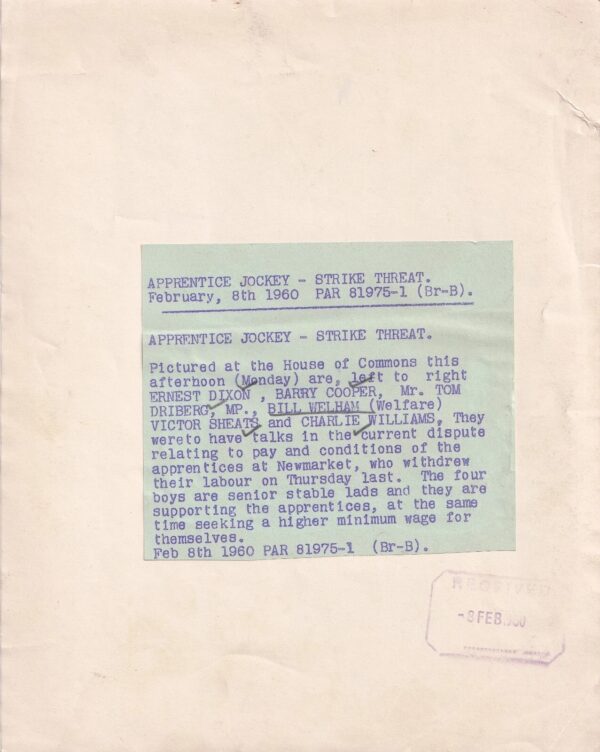 APPRENTICE JOCKEY - STRIKE THREAT.
February, 8th 1960 PAR 81975-1 (Br-B).
APPRENTICE JOCKEY - STRIKE THREAT.
Pictured at the House of Commons this
afternoon (Monday) are, left to right
ERNEST DIXON , BARRY COOPER, Mr. TOM
DRIBERG, MP., BILL WELHAM (Welfare)
VICTOR SHEATS and CHARLIE WILLIAMS, They
wereto have talks in the current dispute
relating to pay and conditions of the
apprentices at Newmarket, who withdrew
their labour on Thursday last. The four
boys are senior stable lads and they are
supporting the apprentices, at the same
time seeking a higher minimum wage for
themselves.
Feb 8th 1960 PAR 81975-1 (Br-B).
-8 FEB